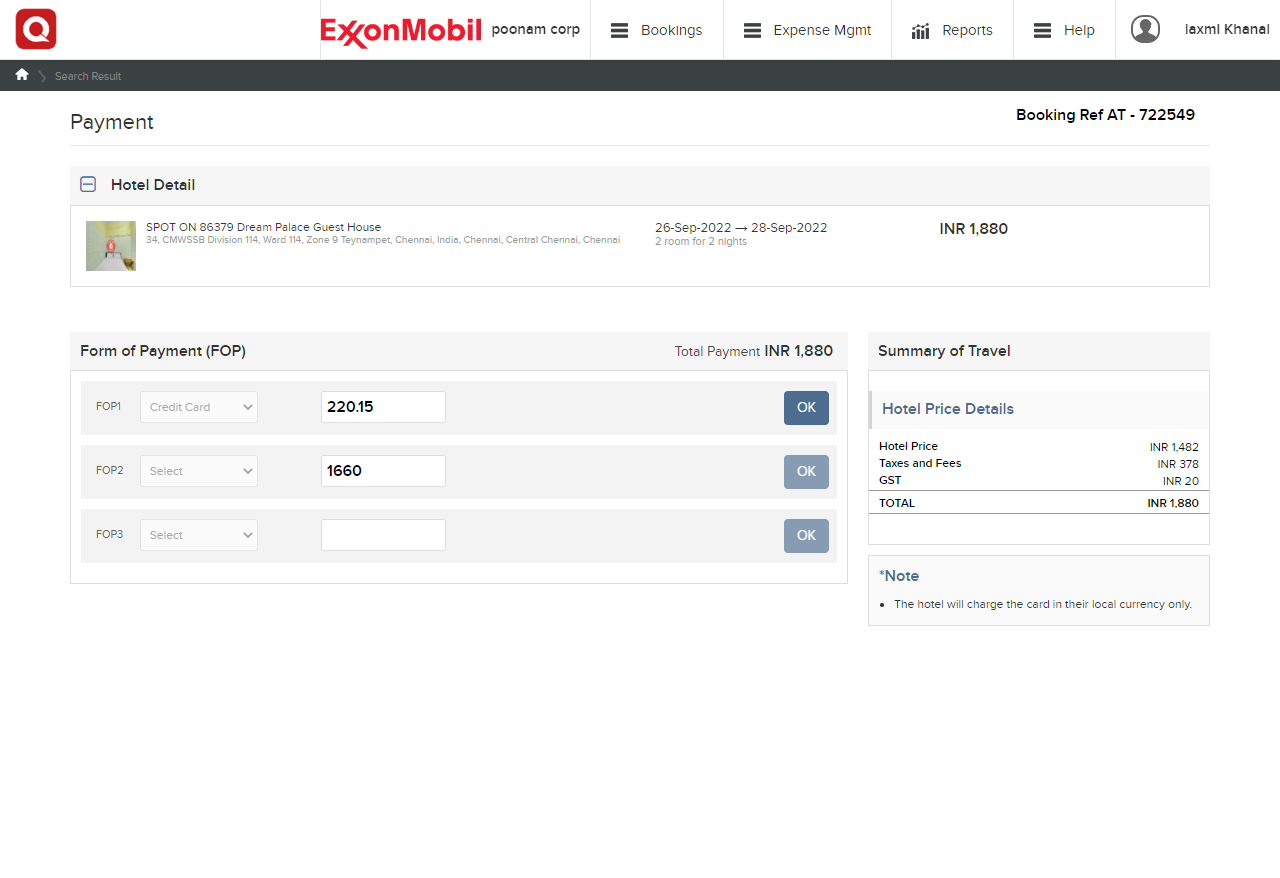 ExxonMobil poonam corp Bookings Expense Mgmt Reports Help laxmi Khanal
Search Result
Payment
Booking Ref AT - 722549
Hotel Detail
SPOT ON 86379 Dream Palace Guest House
34, CMWSSB Division 114, Ward 114, Zone 9 Teynampet, Chennai, India, Chennai, Central Chennai, Chennai
26-Sep-2022 → 28-Sep-2022
2 room for 2 nights
INR 1,880
Form of Payment (FOP) Total Payment INR 1,880
FOP1 Credit Card 220.15 OK
FOP2 Select 1660 OK
FOP3 Select OK
Summary of Travel
Hotel Price Details
Hotel Price INR 1,482
Taxes and Fees INR 378
GST INR 20
TOTAL INR 1,880
*Note
• The hotel will charge the card in their local currency only.